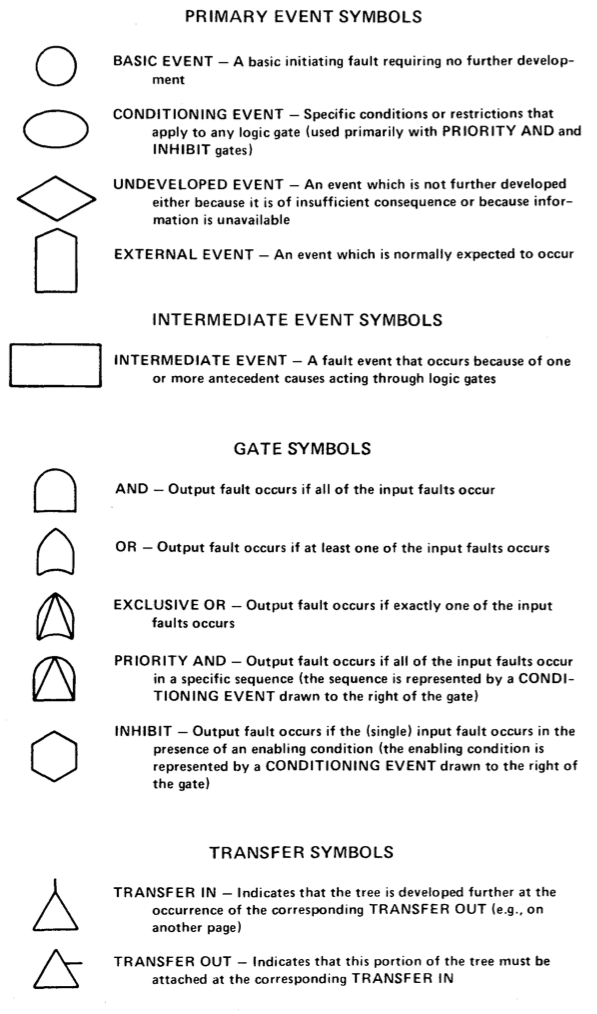 PRIMARY EVENT SYMBOLS
BASIC EVENT – A basic initiating fault requiring no further develop-
ment
CONDITIONING EVENT – Specific conditions or restrictions that
apply to any logic gate (used primarily with PRIORITY AND and
INHIBIT gates)
UNDEVELOPED EVENT – An event which is not further developed
either because it is of insufficient consequence or because infor-
mation is unavailable
EXTERNAL EVENT – An event which is normally expected to occur
INTERMEDIATE EVENT SYMBOLS
INTERMEDIATE EVENT – A fault event that occurs because of one
or more antecedent causes acting through logic gates
GATE SYMBOLS
AND – Output fault occurs if all of the input faults occur
OR – Output fault occurs if at least one of the input faults occurs
EXCLUSIVE OR – Output fault occurs if exactly one of the input
faults occurs
PRIORITY AND – Output fault occurs if all of the input faults occur
in a specific sequence (the sequence is represented by a CONDI-
TIONING EVENT drawn to the right of the gate)
INHIBIT – Output fault occurs if the (single) input fault occurs in the
presence of an enabling condition (the enabling condition is
represented by a CONDITIONING EVENT drawn to the right of
the gate)
TRANSFER SYMBOLS
TRANSFER IN – Indicates that the tree is developed further at the
occurrence of the corresponding TRANSFER OUT (e.g., on
another page)
TRANSFER OUT – Indicates that this portion of the tree must be
attached at the corresponding TRANSFER IN